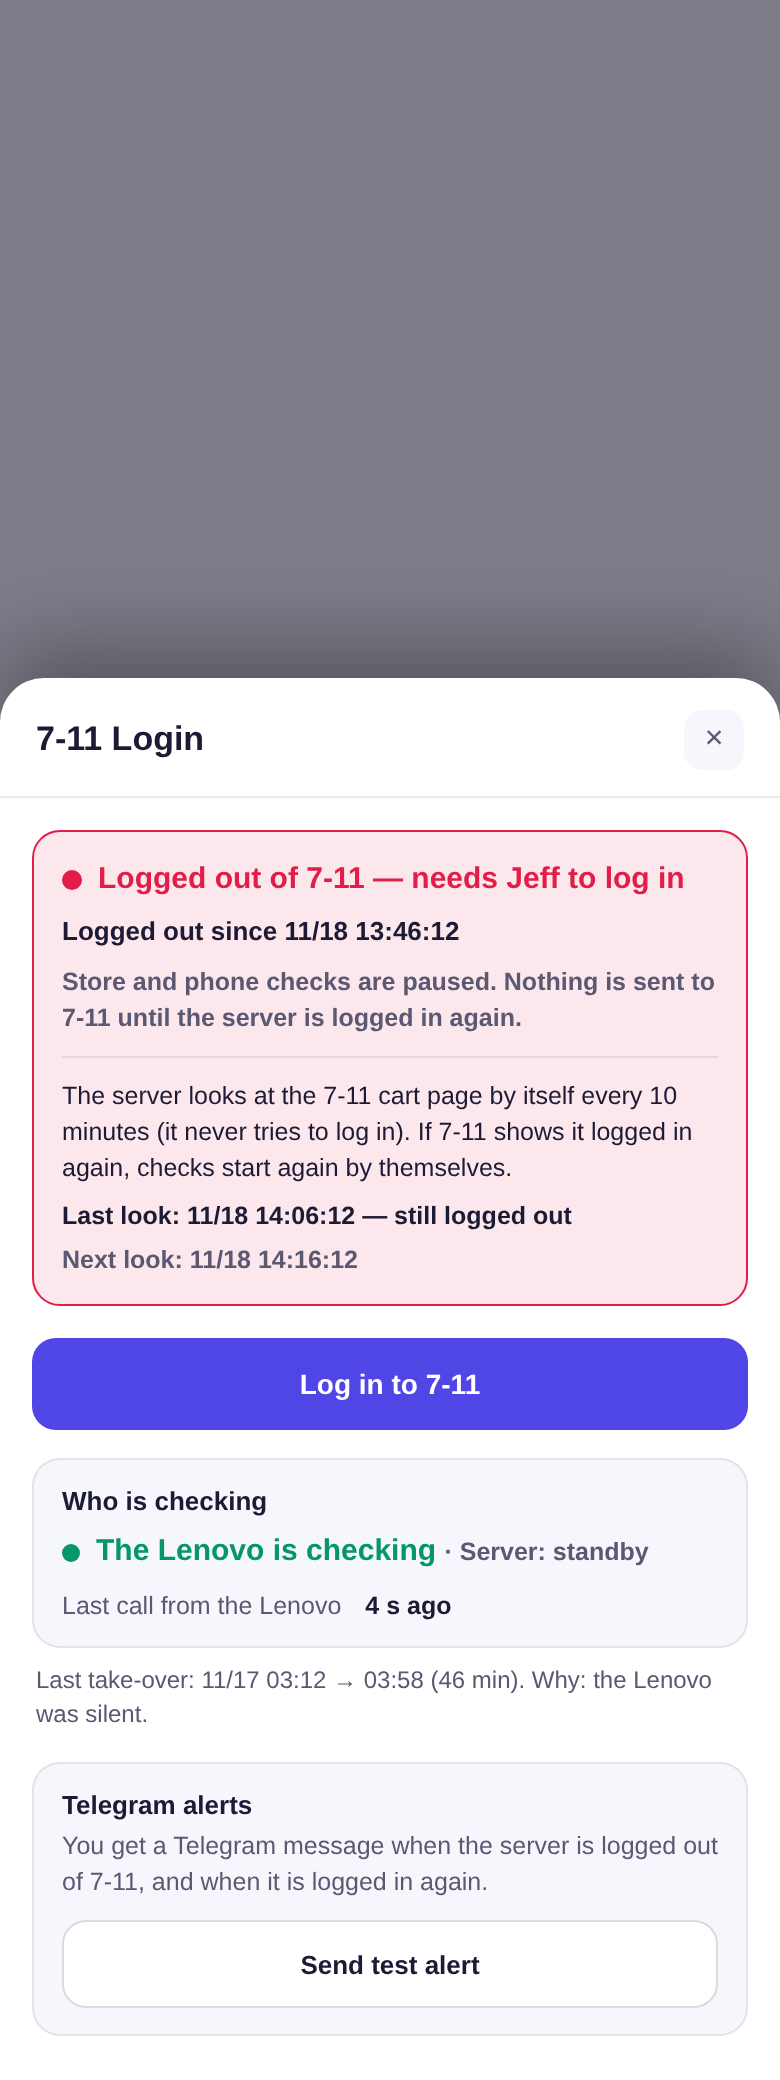 7-11 Login
×
Logged out of 7-11 — needs Jeff to log in
Logged out since 11/18 13:46:12
Store and phone checks are paused. Nothing is sent to
7-11 until the server is logged in again.
The server looks at the 7-11 cart page by itself every 10
minutes (it never tries to log in). If 7-11 shows it logged in
again, checks start again by themselves.
Last look: 11/18 14:06:12 — still logged out
Next look: 11/18 14:16:12
Log in to 7-11
Who is checking
The Lenovo is checking · Server: standby
Last call from the Lenovo 4 s ago
Last take-over: 11/17 03:12 → 03:58 (46 min). Why: the Lenovo
was silent.
Telegram alerts
You get a Telegram message when the server is logged out
of 7-11, and when it is logged in again.
Send test alert